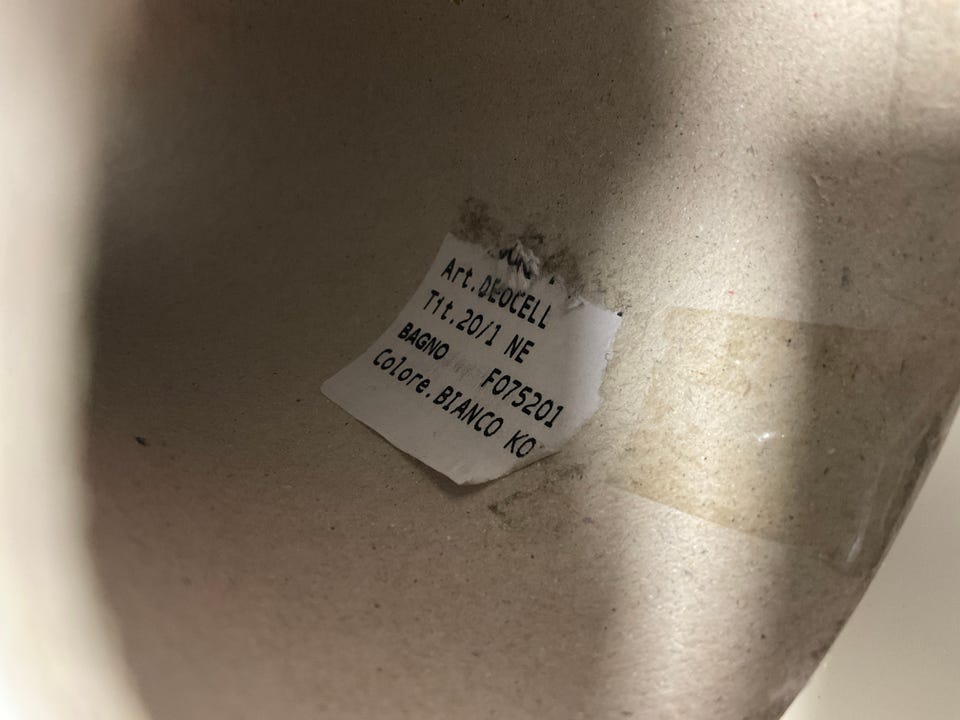 Art.DEOCELL
Tit.20/1 NE
BAGNO F075201
Colore.BIANCO KO